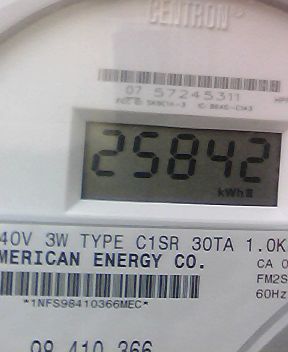 CENTRON
07 57245311
25842
kWh
40V 3W TYPE C1SR 30TA 1.0K
MERICAN ENERGY CO.
CA 0
FM2S
60Hz
*1NFS98410366MEC*
98 410 366